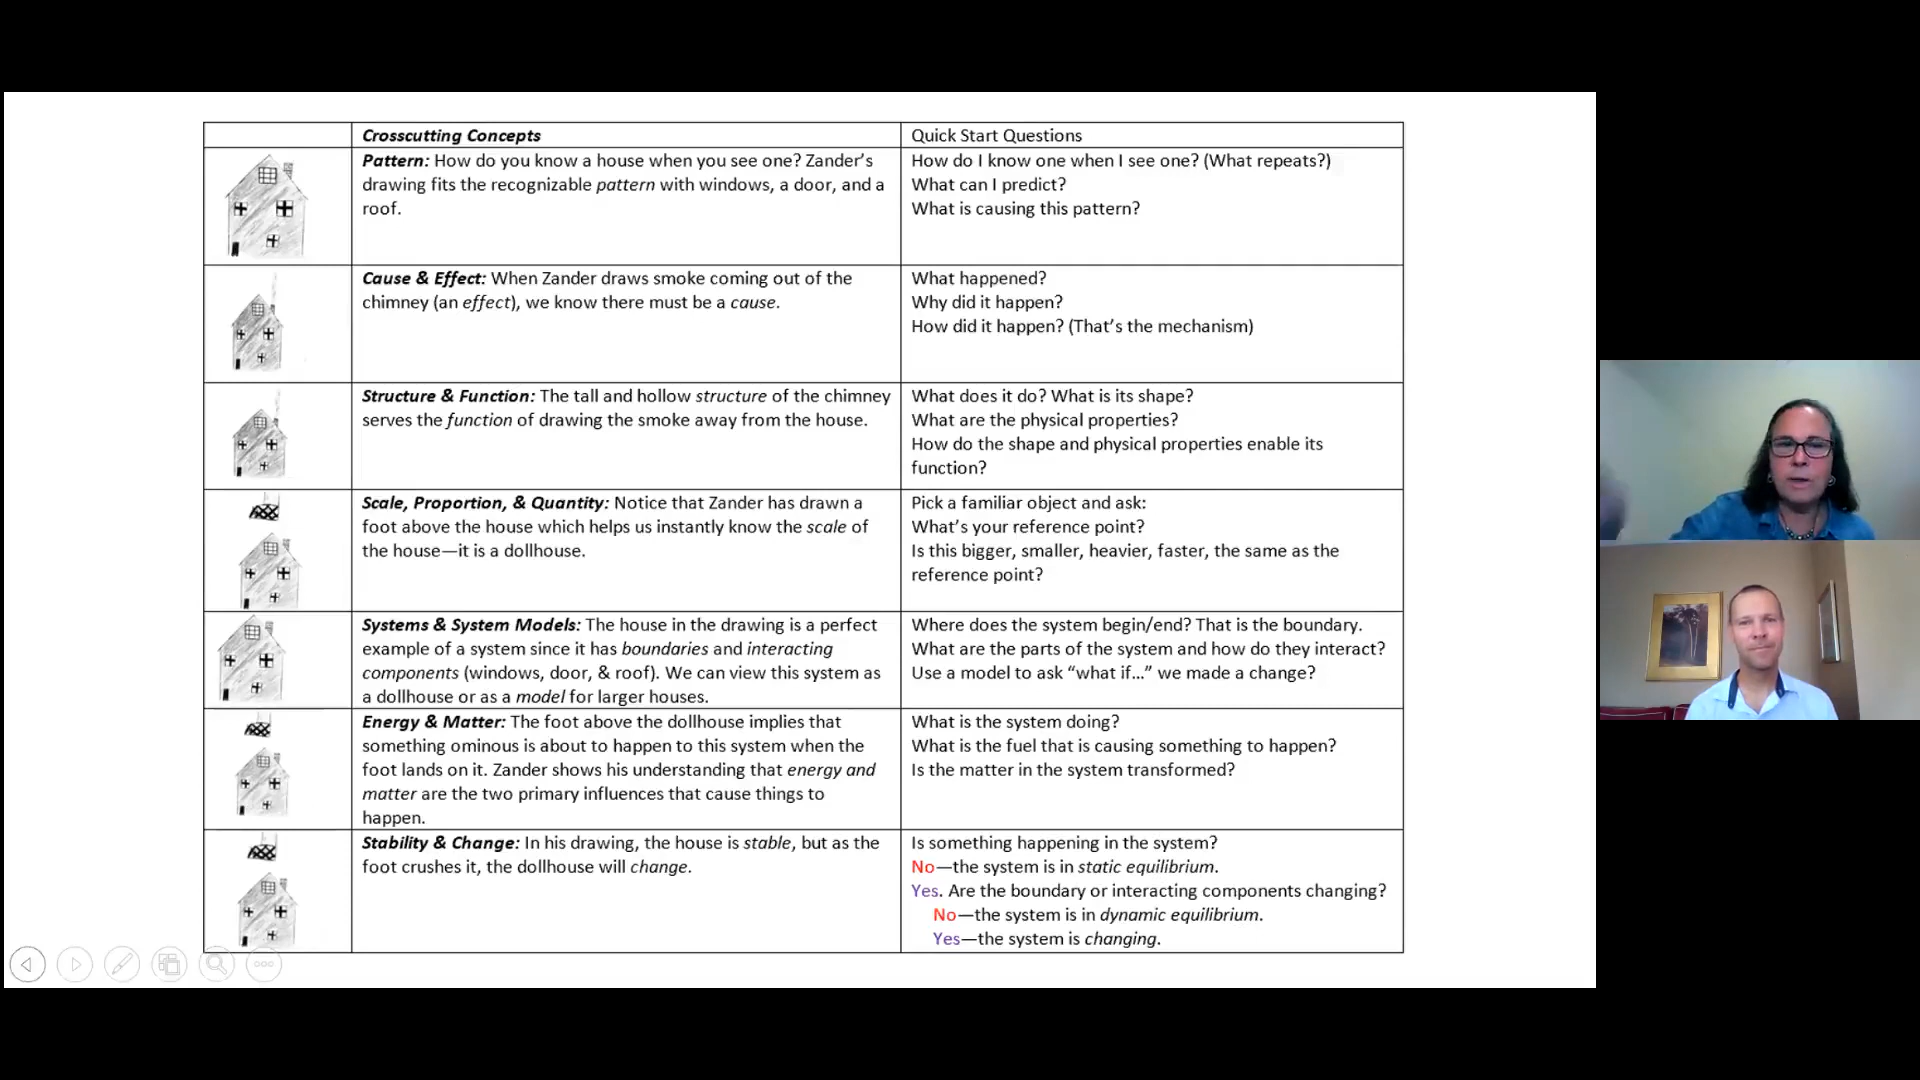 Crosscutting Concepts
Quick Start Questions
Pattern: How do you know a house when you see one? Zander’s
drawing fits the recognizable pattern with windows, a door, and a
roof.
How do I know one when I see one? (What repeats?)
What can I predict?
What is causing this pattern?
Cause & Effect: When Zander draws smoke coming out of the
chimney (an effect), we know there must be a cause.
What happened?
Why did it happen?
How did it happen? (That’s the mechanism)
Structure & Function: The tall and hollow structure of the chimney
serves the function of drawing the smoke away from the house.
What does it do? What is its shape?
What are the physical properties?
How do the shape and physical properties enable its
function?
Scale, Proportion, & Quantity: Notice that Zander has drawn a
foot above the house which helps us instantly know the scale of
the house—it is a dollhouse.
Pick a familiar object and ask:
What’s your reference point?
Is this bigger, smaller, heavier, faster, the same as the
reference point?
Systems & System Models: The house in the drawing is a perfect
example of a system since it has boundaries and interacting
components (windows, door, & roof). We can view this system as
a dollhouse or as a model for larger houses.
Where does the system begin/end? That is the boundary.
What are the parts of the system and how do they interact?
Use a model to ask “what if…” we made a change?
Energy & Matter: The foot above the dollhouse implies that
something ominous is about to happen to this system when the
foot lands on it. Zander shows his understanding that energy and
matter are the two primary influences that cause things to
happen.
What is the system doing?
What is the fuel that is causing something to happen?
Is the matter in the system transformed?
Stability & Change: In his drawing, the house is stable, but as the
foot crushes it, the dollhouse will change.
Is something happening in the system?
No—the system is in static equilibrium.
Yes. Are the boundary or interacting components changing?
No—the system is in dynamic equilibrium.
Yes—the system is changing.